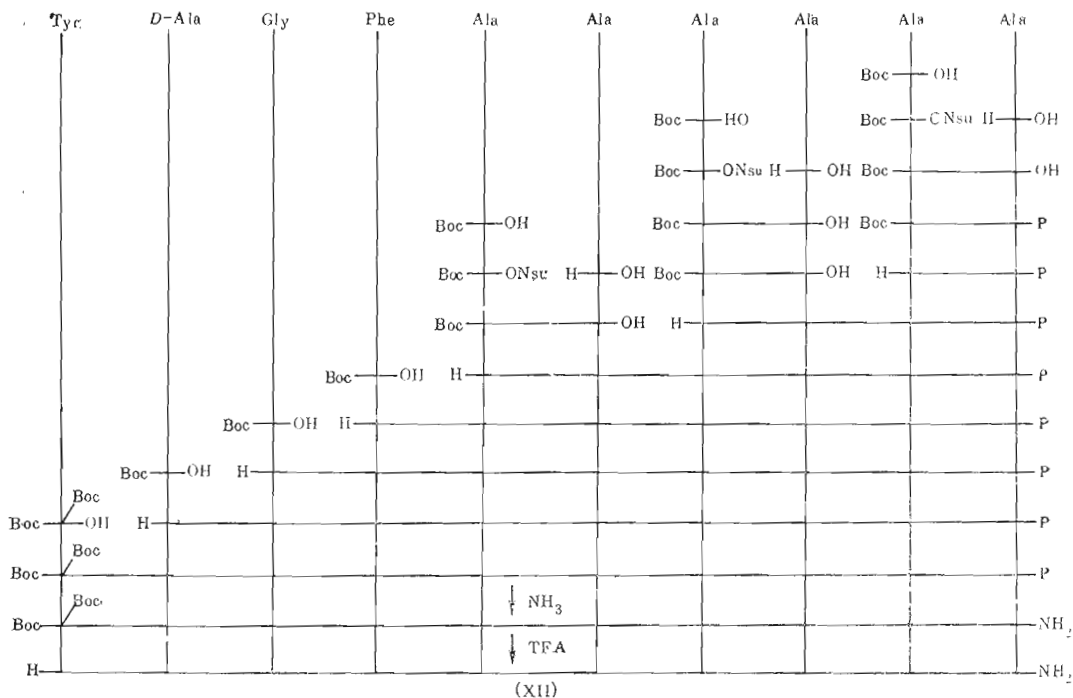 Tyr D-Ala Gly Phe Ala Ala Ala Ala Ala Ala
Boc OH
Boc HO Boc ONsu H OH
Boc ONsu H OH Boc OH
Boc OH Boc OH Boc P
Boc ONsu H OH Boc OH H P
Boc OH H P
Boc OH H P
Boc OH H P
Boc OH H P
Boc
Boc OH H P
Boc
Boc P
Boc NH3
Boc NH2
TFA
H NH2
(XII)